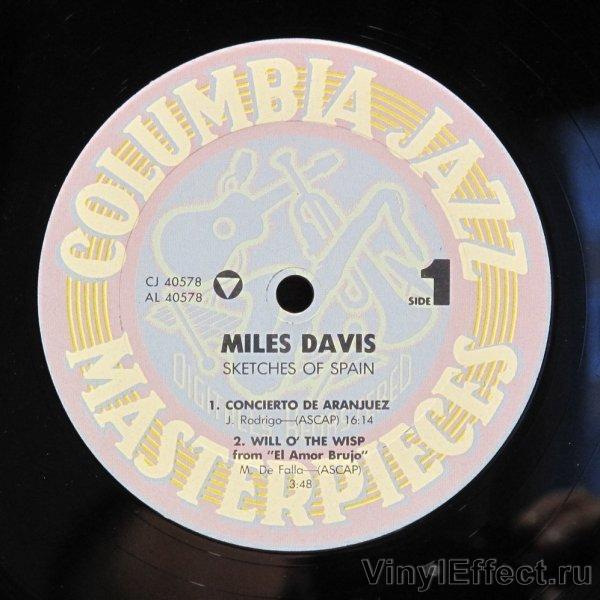 COLUMBIA JAZZ
MASTERPIECES
CJ 40578
AL 40578
SIDE 1
MILES DAVIS
SKETCHES OF SPAIN
1. CONCIERTO DE ARANJUEZ
J. Rodrigo—(ASCAP) 16:14
2. WILL O' THE WISP
from "El Amor Brujo"
M. De Falla—(ASCAP)
3:48
VinylEffect.ru